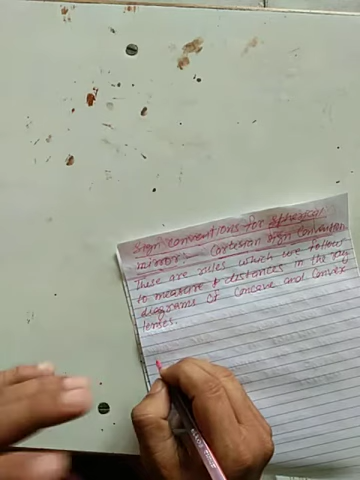 Sign conventions for Spherical
mirror:- Cartesian sign convention
These are rules which we follow
to measure distances in the ray
diagrams of concave and convex
lenses.